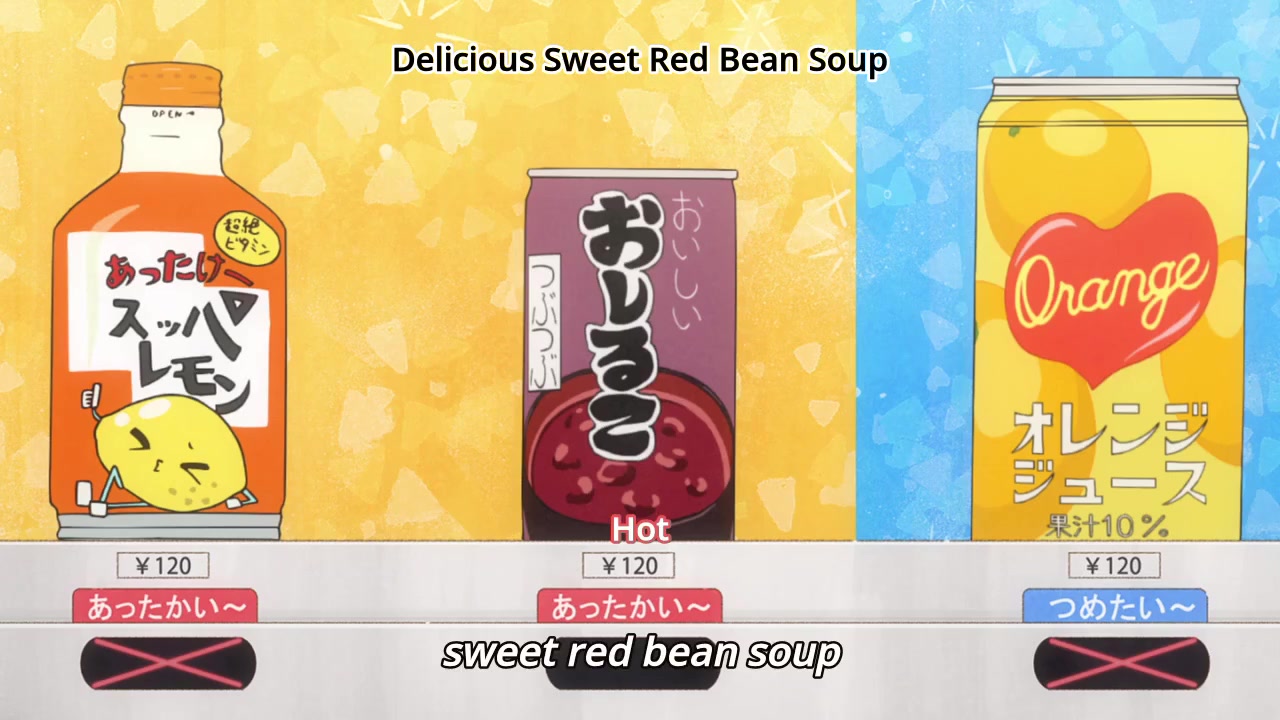 Delicious Sweet Red Bean Soup
OPEN→
超絶
ビタミン
あったけ〜
スッパ
レモン
おいしい
おしるこ
つぶつぶ
Orange
オレンジ
ジュース
果汁10%
Hot
¥120
¥120
¥120
あったかい〜
あったかい〜
つめたい〜
sweet red bean soup